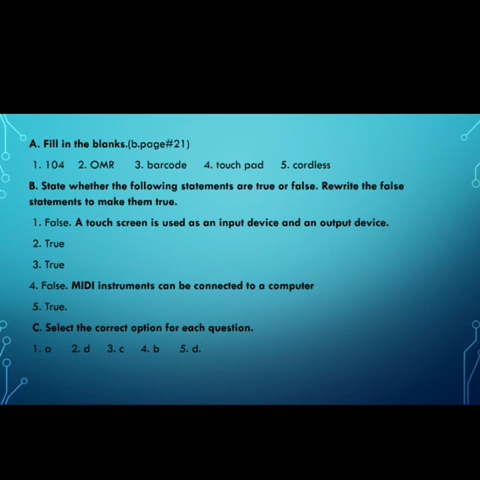 A. Fill in the blanks.(b.page#21)
1. 104 2. OMR 3. barcode 4. touch pad 5. cordless
B. State whether the following statements are true or false. Rewrite the false
statements to make them true.
1. False. A touch screen is used as an input device and an output device.
2. True
3. True
4. False. MIDI instruments can be connected to a computer
5. True.
C. Select the correct option for each question.
1. a 2. d 3. c 4. b 5. d.